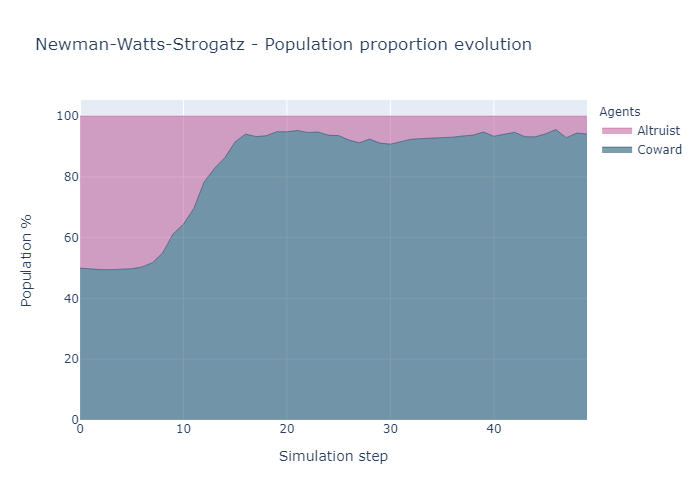 Newman-Watts-Strogatz - Population proportion evolution
Agents
Altruist
Coward
Population %
100
80
60
40
20
0
0 10 20 30 40
Simulation step